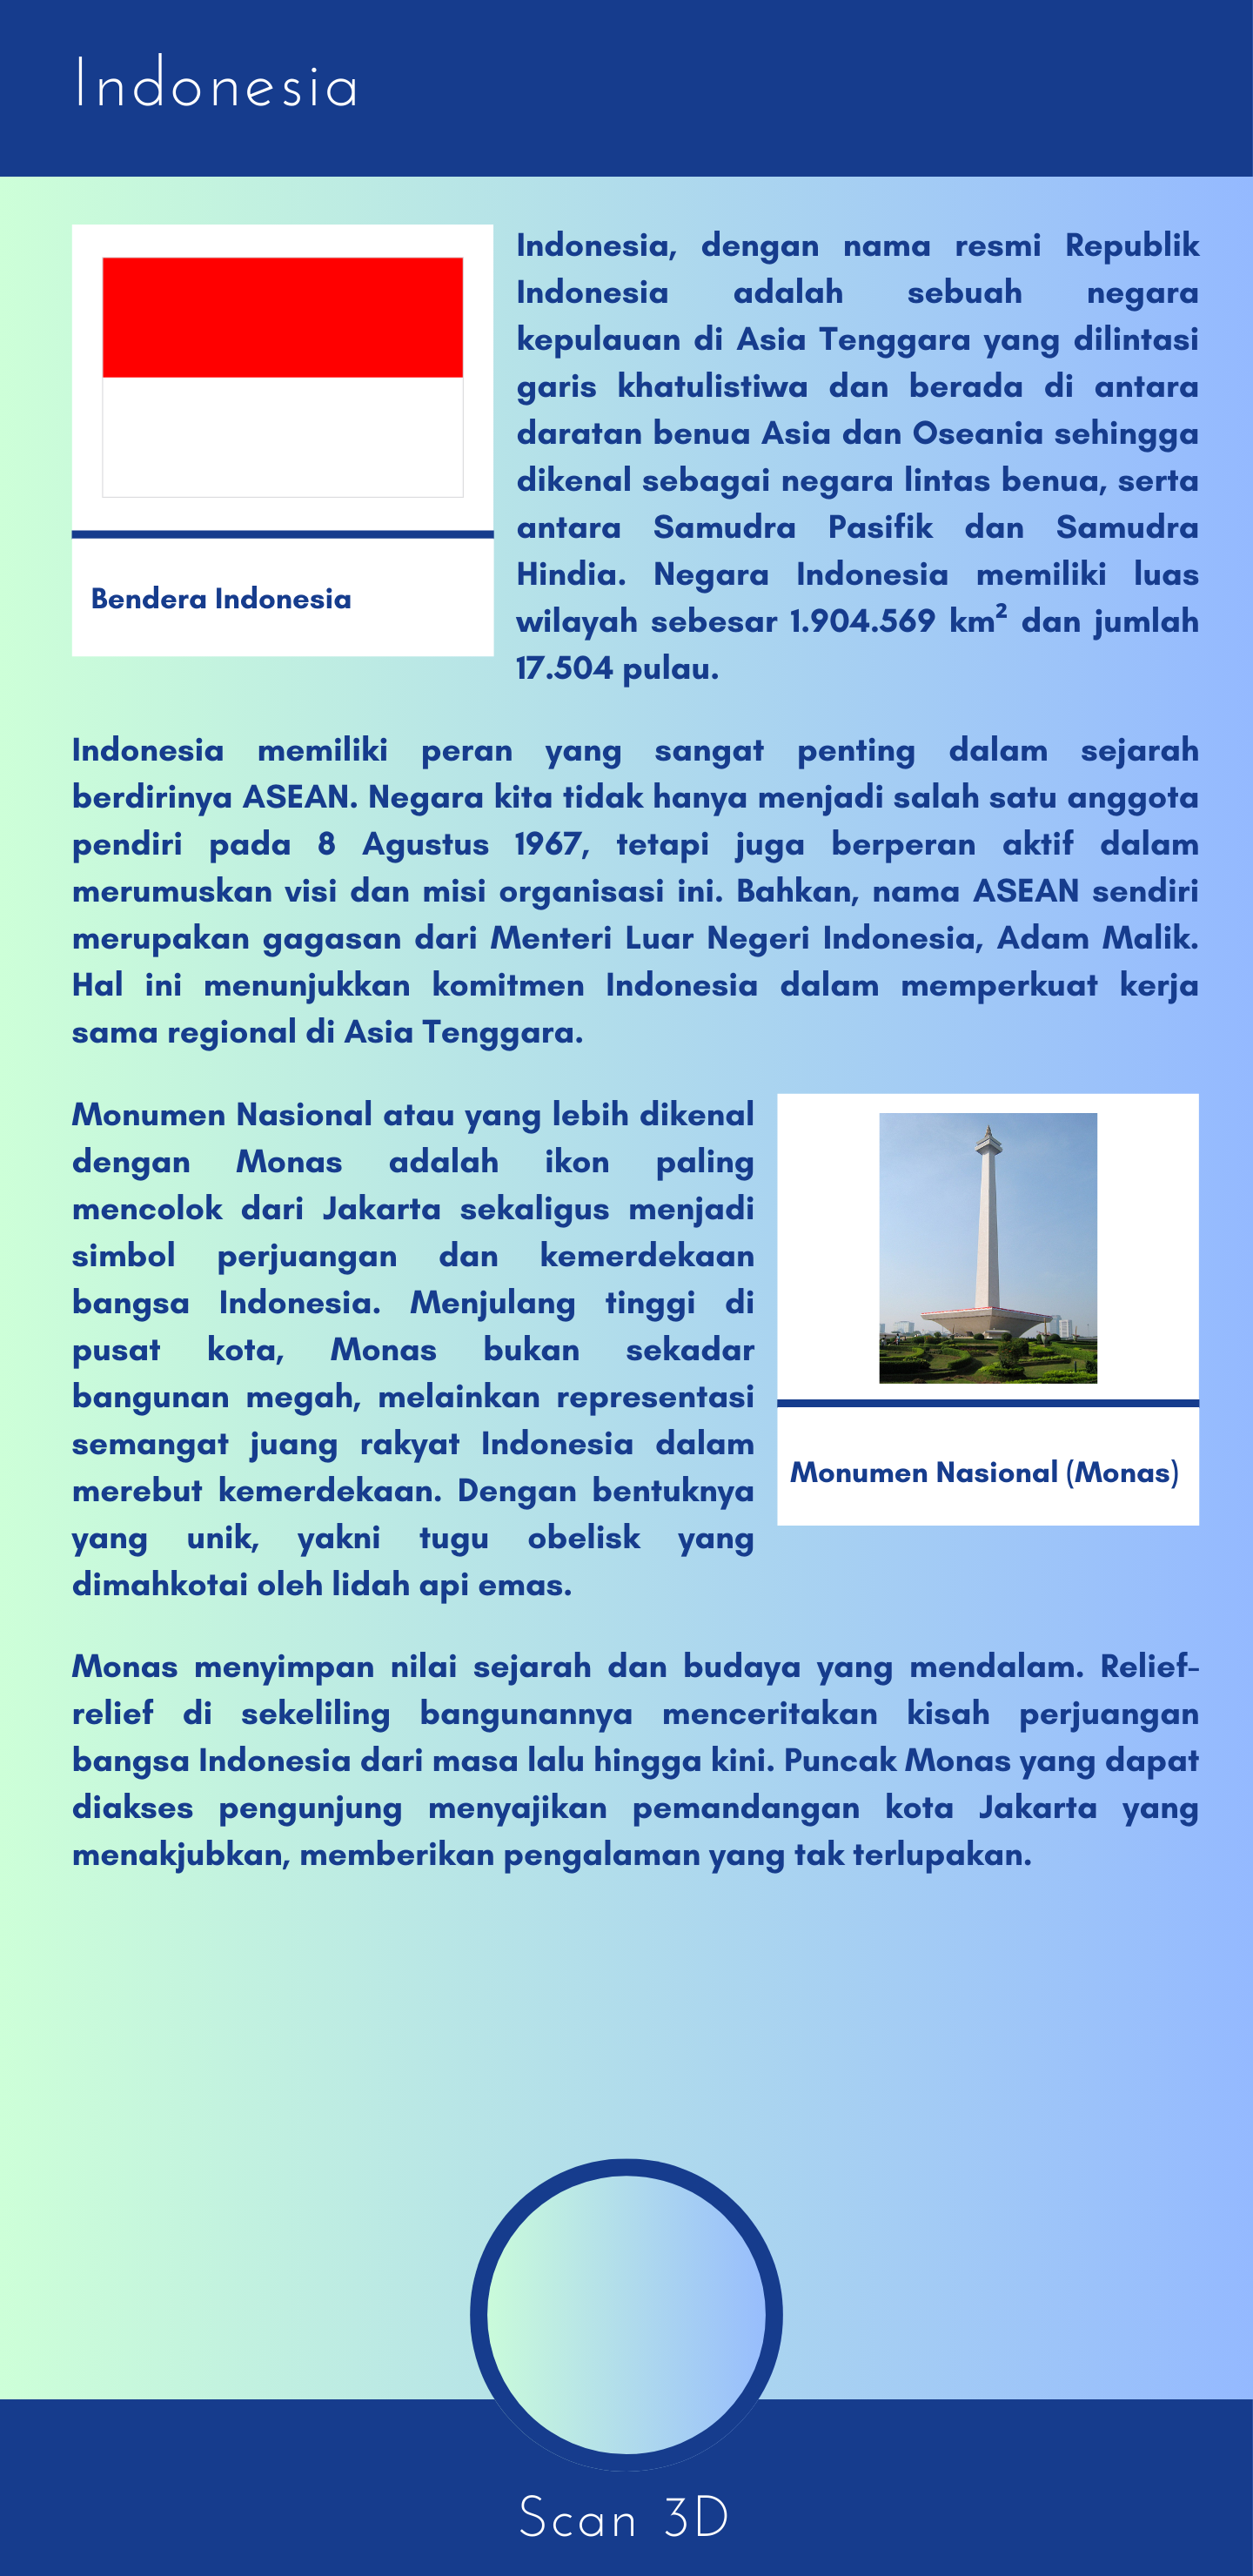 Indonesia
Indonesia, dengan nama resmi Republik
Indonesia adalah sebuah negara
kepulauan di Asia Tenggara yang dilintasi
garis khatulistiwa dan berada di antara
daratan benua Asia dan Oseania sehingga
dikenal sebagai negara lintas benua, serta
antara Samudra Pasifik dan Samudra
Hindia. Negara Indonesia memiliki luas
wilayah sebesar 1.904.569 km² dan jumlah
17.504 pulau.
Bendera Indonesia
Indonesia memiliki peran yang sangat penting dalam sejarah
berdirinya ASEAN. Negara kita tidak hanya menjadi salah satu anggota
pendiri pada 8 Agustus 1967, tetapi juga berperan aktif dalam
merumuskan visi dan misi organisasi ini. Bahkan, nama ASEAN sendiri
merupakan gagasan dari Menteri Luar Negeri Indonesia, Adam Malik.
Hal ini menunjukkan komitmen Indonesia dalam memperkuat kerja
sama regional di Asia Tenggara.
Monumen Nasional atau yang lebih dikenal
dengan Monas adalah ikon paling
mencolok dari Jakarta sekaligus menjadi
simbol perjuangan dan kemerdekaan
bangsa Indonesia. Menjulang tinggi di
pusat kota, Monas bukan sekadar
bangunan megah, melainkan representasi
semangat juang rakyat Indonesia dalam
merebut kemerdekaan. Dengan bentuknya
yang unik, yakni tugu obelisk yang
dimahkotai oleh lidah api emas.
Monumen Nasional (Monas)
Monas menyimpan nilai sejarah dan budaya yang mendalam. Relief-
relief di sekeliling bangunannya menceritakan kisah perjuangan
bangsa Indonesia dari masa lalu hingga kini. Puncak Monas yang dapat
diakses pengunjung menyajikan pemandangan kota Jakarta yang
menakjubkan, memberikan pengalaman yang tak terlupakan.
Scan 3D